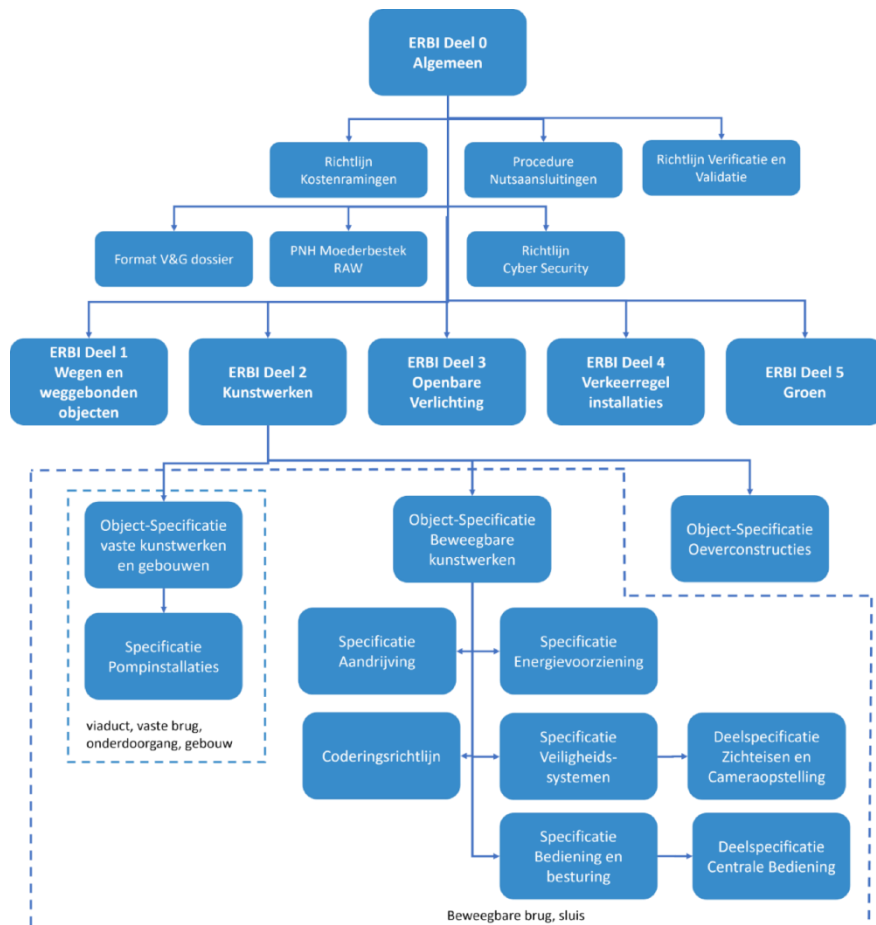 ERBI Deel 0
Algemeen
Richtlijn
Kostenramingen
Procedure
Nutsaansluitingen
Richtlijn Verificatie en
Validatie
Format V&G dossier
PNH Moederbestek
RAW
Richtlijn
Cyber Security
ERBI Deel 1
Wegen en
weggebonden
objecten
ERBI Deel 2
Kunstwerken
ERBI Deel 3
Openbare
Verlichting
ERBI Deel 4
Verkeerregel
installaties
ERBI Deel 5
Groen
Object-Specificatie
vaste kunstwerken
en gebouwen
Object-Specificatie
Beweegbare
kunstwerken
Object-Specificatie
Oeverconstructies
Specificatie
Pompinstallaties
viaduct, vaste brug,
onderdoorgang, gebouw
Specificatie
Aandrijving
Specificatie
Energievoorziening
Coderingsrichtlijn
Specificatie
Veiligheids-
systemen
Deelspecificatie
Zichteisen en
Cameraopstelling
Specificatie
Bediening en
besturing
Deelspecificatie
Centrale Bediening
Beweegbare brug, sluis